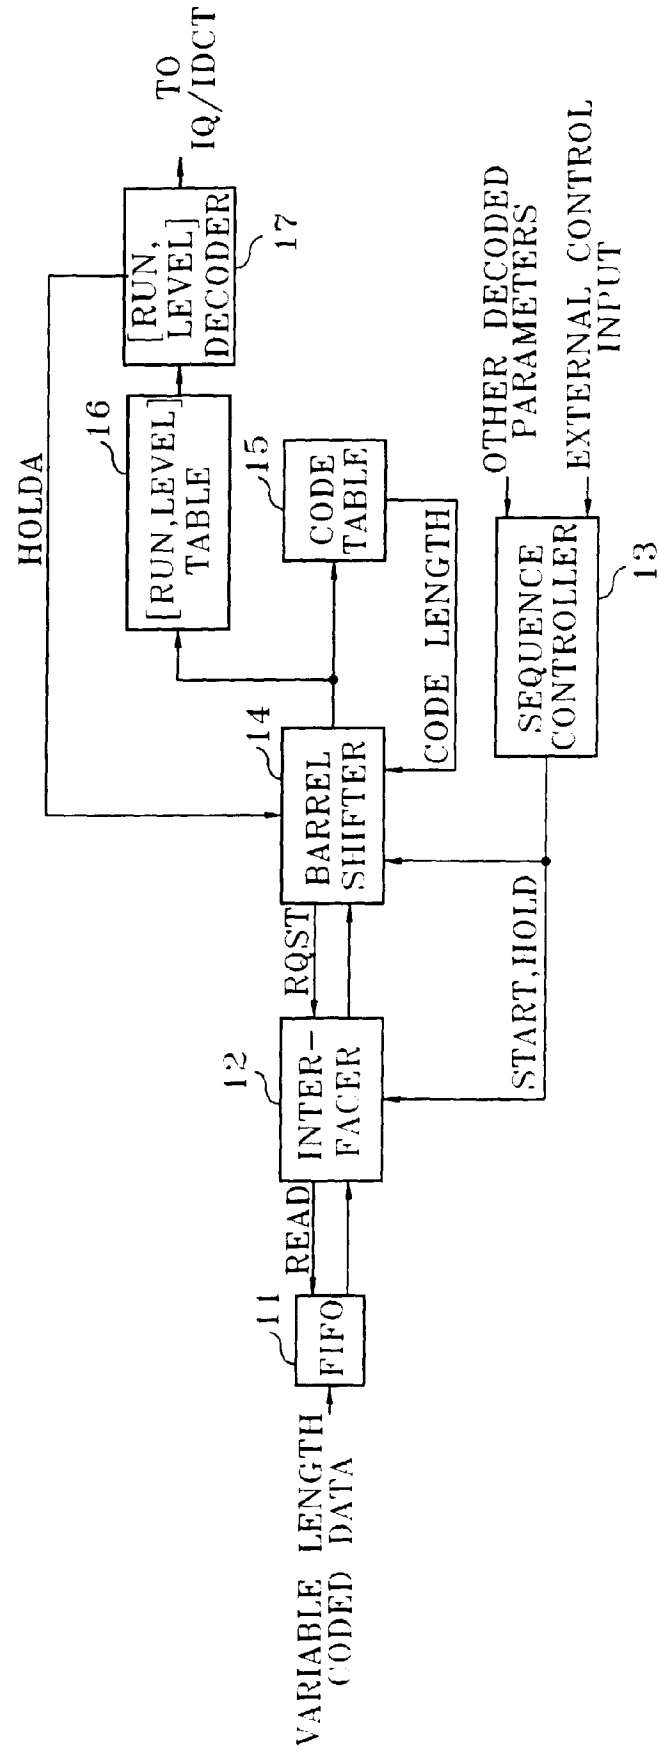 VARIABLE LENGTH
CODED DATA
11
FIFO
READ
12
INTER-
FACER
RQST
14
BARREL
SHIFTER
START,HOLD
HOLDA
16
[RUN,LEVEL]
TABLE
15
CODE
TABLE
CODE LENGTH
[RUN,
LEVEL]
DECODER
17
TO
IQ/IDCT
SEQUENCE
CONTROLLER
13
OTHER DECODED
PARAMETERS
EXTERNAL CONTROL
INPUT